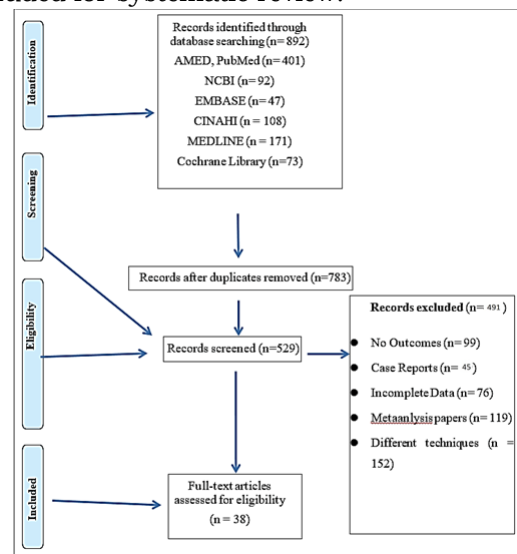 Included for systematic review.
Identification
Records identified through
database searching (n=892)
AMED, PubMed (n=401)
NCBI (n=92)
EMBASE (n=47)
CINAHI (n = 108)
MEDLINE (n = 171)
Cochrane Library (n=73)
Screening
Records after duplicates removed (n=783)
Eligibility
Records screened (n=529)
Records excluded (n= 491 )
● No Outcomes (n=99)
● Case Reports (n= 45)
● Incomplete Data (n= 76)
● Metaanlysis papers (n=119)
● Different techniques (n =
152)
Included
Full-text articles
assessed for eligibility
(n = 38)